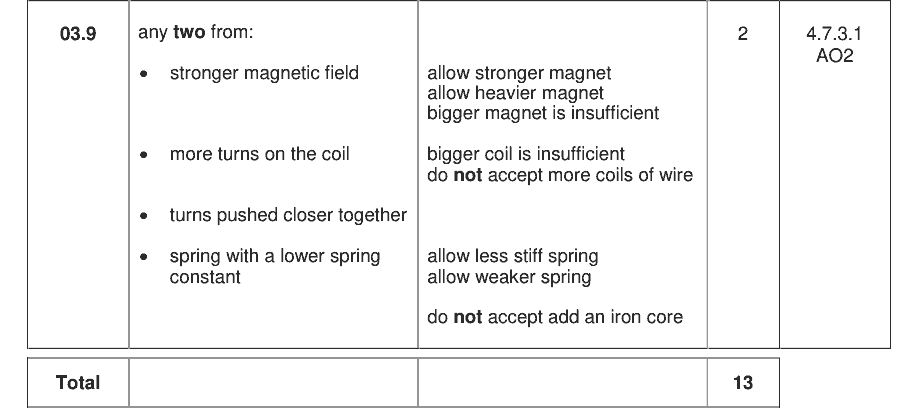 03.9 any two from: 2 4.7.3.1
AO2
• stronger magnetic field allow stronger magnet
allow heavier magnet
bigger magnet is insufficient
• more turns on the coil bigger coil is insufficient
do not accept more coils of wire
• turns pushed closer together
• spring with a lower spring allow less stiff spring
constant allow weaker spring
do not accept add an iron core
Total 13